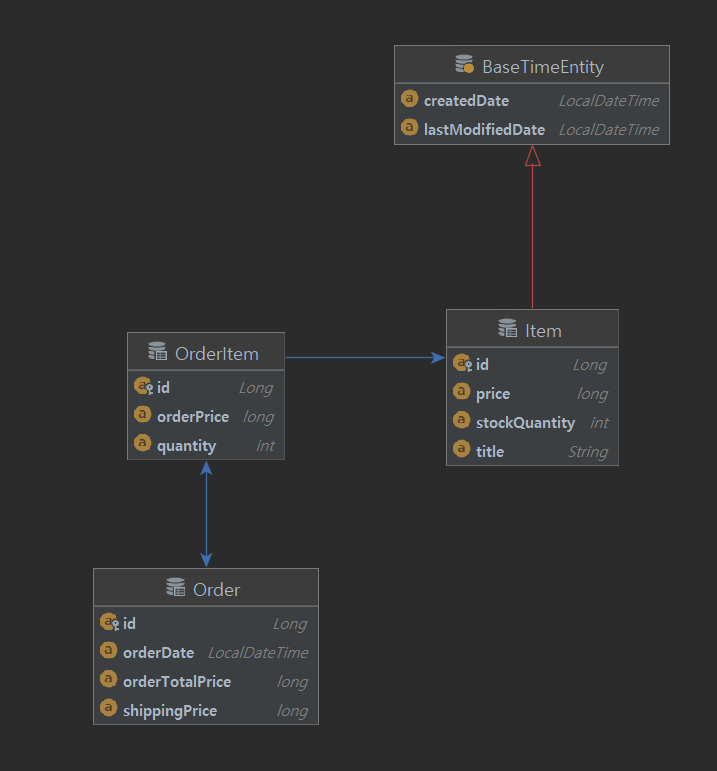 BaseTimeEntity
createdDate LocalDateTime
lastModifiedDate LocalDateTime
OrderItem
id Long
orderPrice long
quantity int
Item
id Long
price long
stockQuantity int
title String
Order
id Long
orderDate LocalDateTime
orderTotalPrice long
shippingPrice long